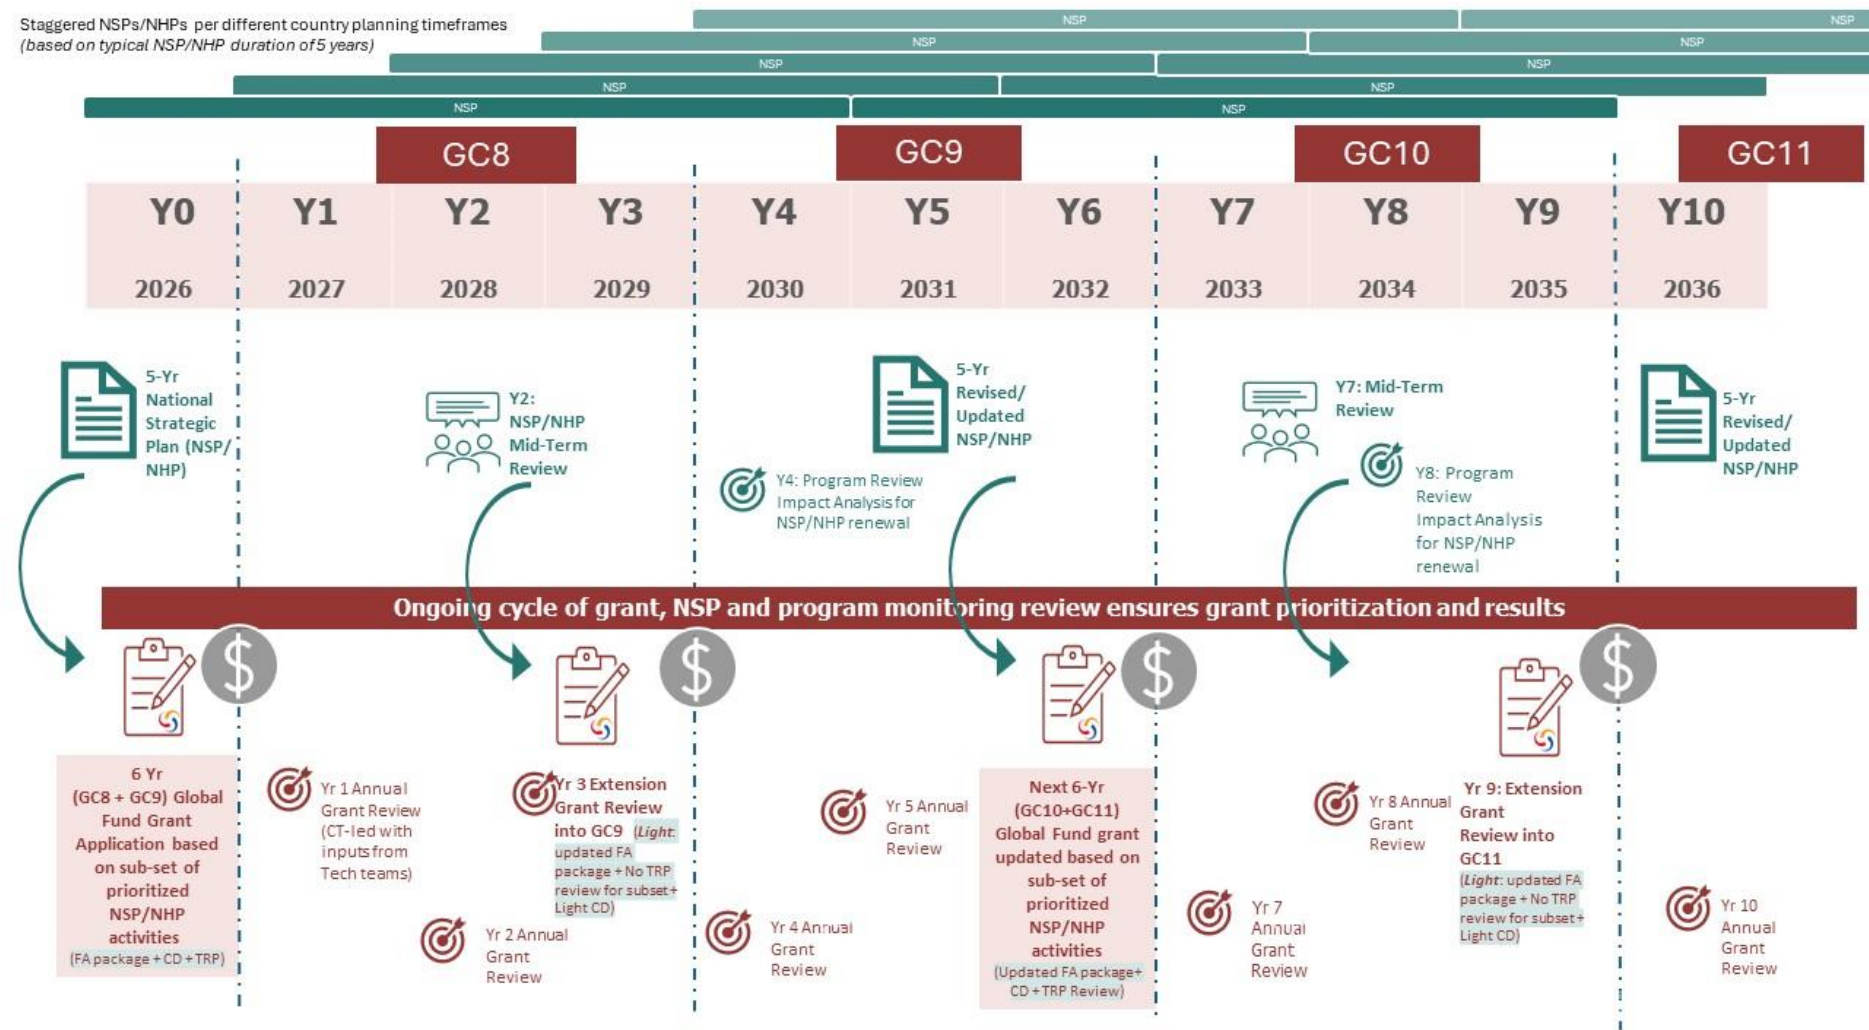 Staggered NSPs/NHPs per different country planning timeframes
(based on typical NSP/NHP duration of 5 years)
NSP
NSP
NSP
NSP
NSP
NSP
NSP
NSP
NSP
NSP
GC8
GC9
GC10
GC11
Y0
Y1
Y2
Y3
Y4
Y5
Y6
Y7
Y8
Y9
Y10
2026
2027
2028
2029
2030
2031
2032
2033
2034
2035
2036
5-Yr
National
Strategic
Plan (NSP/
NHP)
Y2:
NSP/NHP
Mid-Term
Review
Y4: Program Review
Impact Analysis for
NSP/NHP renewal
5-Yr
Revised/
Updated
NSP/NHP
Y7: Mid-Term
Review
Y8: Program
Review
Impact Analysis
for NSP/NHP
renewal
5-Yr
Revised/
Updated
NSP/NHP
Ongoing cycle of grant, NSP and program monitoring review ensures grant prioritization and results
$
$
$
$
6 Yr
(GC8 + GC9) Global
Fund Grant
Application based
on sub-set of
prioritized
NSP/NHP
activities
(FA package + CD + TRP)
Yr 1 Annual
Grant Review
(CT-led with
inputs from
Tech teams)
Yr 2 Annual
Grant
Review
Yr 3 Extension
Grant Review
into GC9 (Light:
updated FA
package + No TRP
review for subset+
Light CD)
Yr 4 Annual
Grant
Review
Yr 5 Annual
Grant
Review
Next 6-Yr
(GC10+GC11)
Global Fund grant
updated based on
sub-set of
prioritized
NSP/NHP
activities
(Updated FA package+
CD + TRP Review)
Yr 7
Annual
Grant
Review
Yr 8 Annual
Grant
Review
Yr 9: Extension
Grant
Review into
GC11
(Light: updated FA
package + No TRP
review for subset+
Light CD)
Yr 10
Annual
Grant
Review